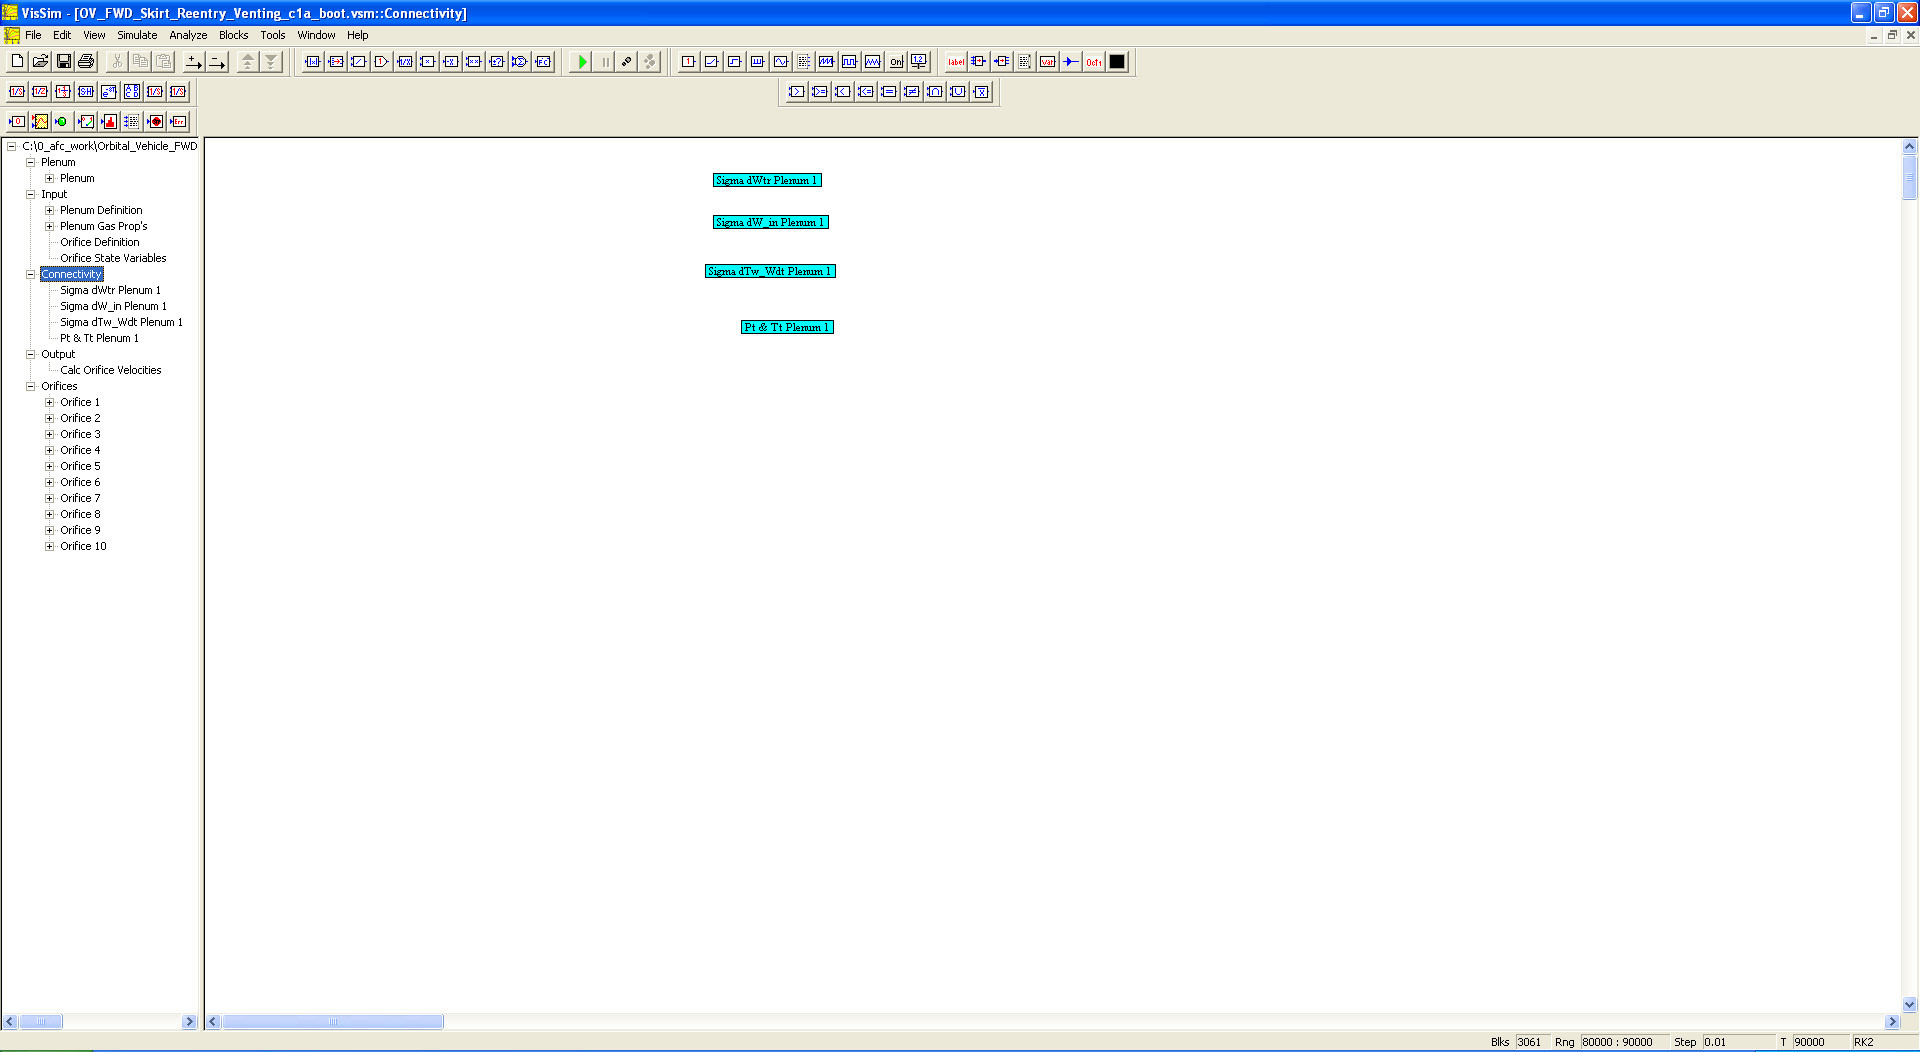 VisSim - [OV_FWD_Skirt_Reentry_Venting_c1a_boot.vsm::Connectivity]
File Edit View Simulate Analyze Blocks Tools Window Help
C:\0_afc_work\Orbital_Vehicle_FWD
Plenum
Plenum
Input
Plenum Definition
Plenum Gas Prop's
Orifice Definition
Orifice State Variables
Connectivity
Sigma dWtr Plenum 1
Sigma dW_in Plenum 1
Sigma dTw_Wdt Plenum 1
Pt & Tt Plenum 1
Output
Calc Orifice Velocities
Orifices
Orifice 1
Orifice 2
Orifice 3
Orifice 4
Orifice 5
Orifice 6
Orifice 7
Orifice 8
Orifice 9
Orifice 10
Sigma dWtr Plenum 1
Sigma dW_in Plenum 1
Sigma dTw_Wdt Plenum 1
Pt & Tt Plenum 1
Blks 3061 Rng 80000 : 90000 Step 0.01 T 90000 RK2